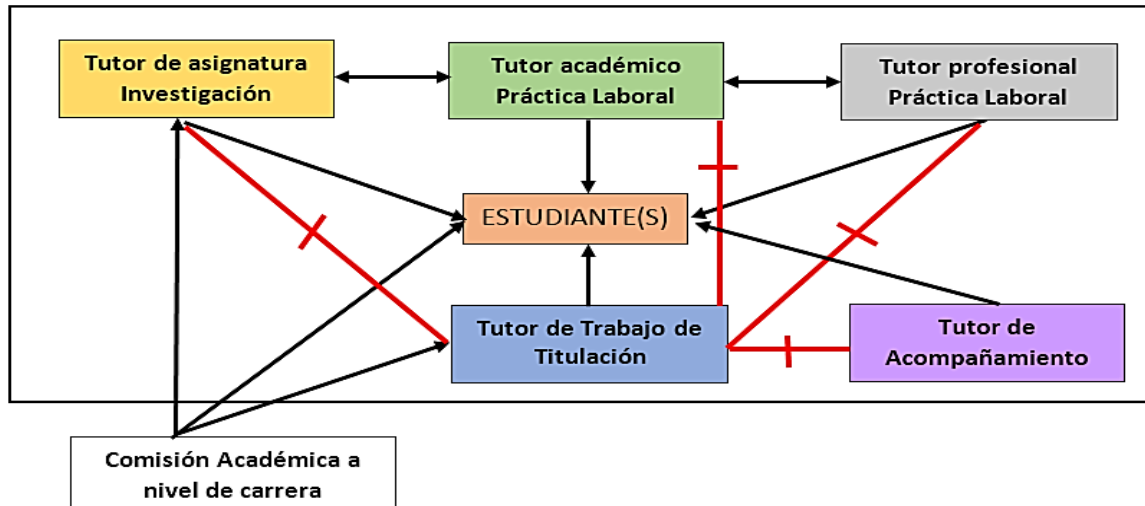 Tutor de asignatura
Investigación
Tutor académico
Práctica Laboral
Tutor profesional
Práctica Laboral
ESTUDIANTE(S)
Tutor de Trabajo de
Titulación
Tutor de
Acompañamiento
Comisión Académica a
nivel de carrera